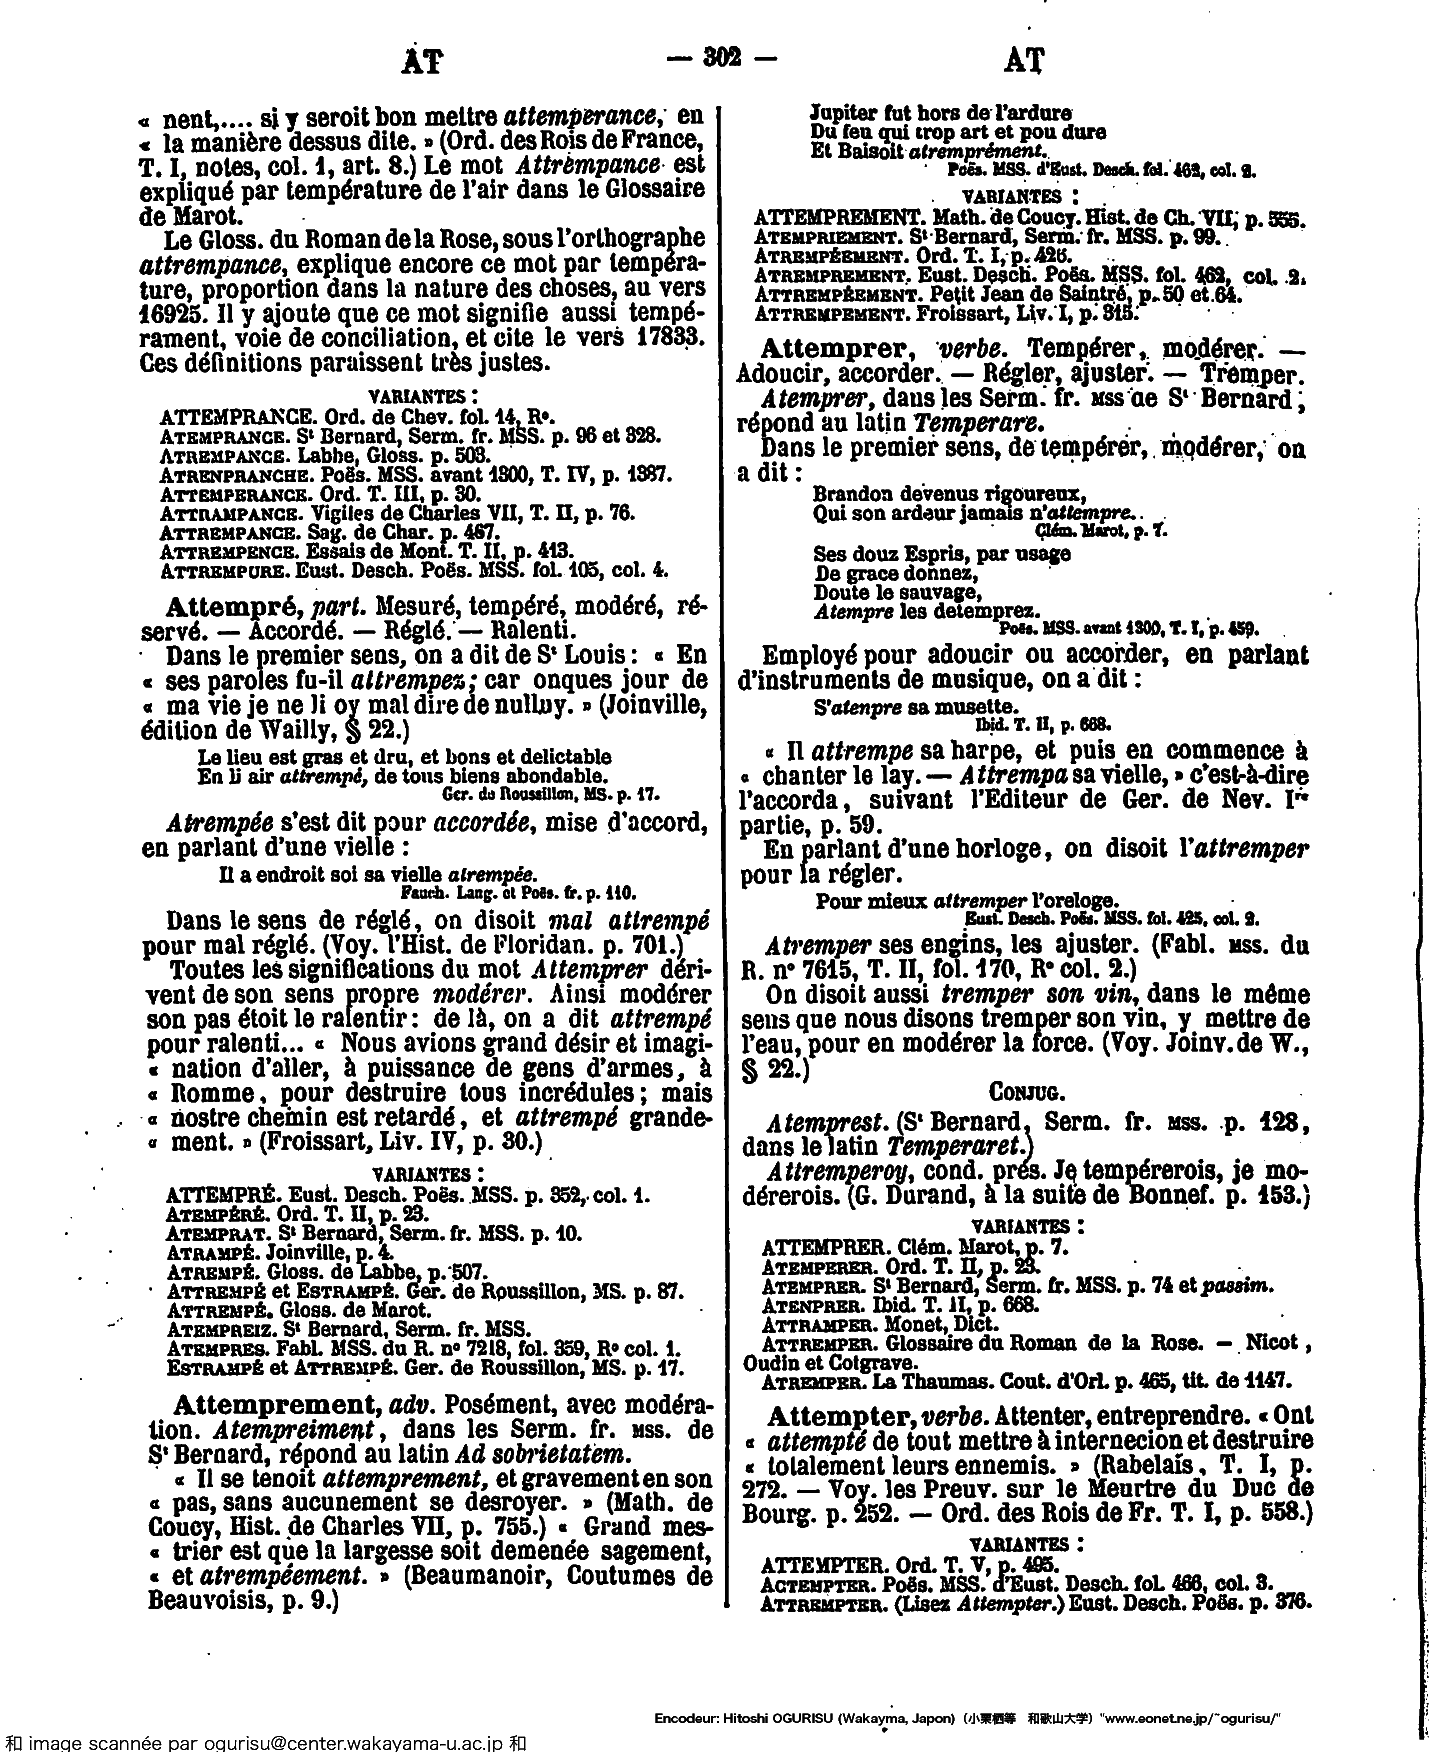 AT
— 302 —
AT
« nent,.... si y seroit bon mettre attemperance, en
« la manière dessus dite. » (Ord. des Rois de France,
T. I, notes, col. 1, art. 8.) Le mot Attrempance est
expliqué par température de l'air dans le Glossaire
de Marot.
Le Gloss. du Roman de la Rose, sous l'orthographe
attrempance, explique encore ce mot par tempéra-
ture, proportion dans la nature des choses, au vers
16925. Il y ajoute que ce mot signifie aussi tempé-
rament, voie de conciliation, et cite le vers 17833.
Ces définitions paraissent très justes.
VARIANTES :
ATTEMPRANCE. Ord. de Chev. fol. 14, R°.
ATEMPRANCE. St Bernard, Serm. fr. MSS. p. 96 et 328.
ATREMPANCE. Labbe, Gloss. p. 503.
ATRENPRANCHE. Poës. MSS. avant 1300, T. IV, p. 1387.
ATTEMPERANCE. Ord. T. III, p. 30.
ATTRAMPANCE. Vigiles de Charles VII, T. II, p. 76.
ATTREMPANCE. Sag. de Char. p. 467.
ATTREMPENCE. Essais de Mont. T. II, p. 413.
ATTREMPURE. Eust. Desch. Poës. MSS. fol. 105, col. 4.
Attempré, part. Mesuré, tempéré, modéré, ré-
servé. — Accordé. — Réglé. — Ralenti.
Dans le premier sens, on a dit de St Louis : « En
« ses paroles fu-il attrempez ; car onques jour de
« ma vie je ne li oy mal dire de nulluy. » (Joinville,
édition de Wailly, § 22.)
Le lieu est gras et dru, et bons et delictable
En li air attrempé, de tous biens abondable.
Ger. de Roussillon, MS. p. 17.
Atrempée s'est dit pour accordée, mise d'accord,
en parlant d'une vielle :
Il a endroit soi sa vielle atrempée.
Fauch. Lang. et Poës. fr. p. 110.
Dans le sens de réglé, on disoit mal attrempé
pour mal réglé. (Voy. l'Hist. de Floridan. p. 701.)
Toutes les significations du mot Attemprer déri-
vent de son sens propre modérer. Ainsi modérer
son pas étoit le ralentir : de là, on a dit attrempé
pour ralenti... « Nous avions grand désir et imagi-
« nation d'aller, à puissance de gens d'armes, à
« Romme, pour destruire tous incrédules ; mais
« nostre chemin est retardé, et attrempé grande-
« ment. » (Froissart, Liv. IV, p. 30.)
VARIANTES :
ATTEMPRÉ. Eust. Desch. Poës. MSS. p. 352, col. 1.
ATEMPÉRÉ. Ord. T. II, p. 23.
ATEMPRAT. St Bernard, Serm. fr. MSS. p. 10.
ATRAMPÉ. Joinville, p. 4.
ATREMPÉ. Gloss. de Labbe, p. 507.
ATTREMPÉ et ESTRAMPÉ. Ger. de Roussillon, MS. p. 87.
ATTREMPÉ. Gloss. de Marot.
ATEMPREIZ. St Bernard, Serm. fr. MSS.
ATEMPRES. Fabl. MSS. du R. n° 7218, fol. 359, R° col. 1.
ESTRAMPÉ et ATTREMPÉ. Ger. de Roussillon, MS. p. 17.
Attemprement, adv. Posément, avec modéra-
tion. Atempreiment, dans les Serm. fr. MSS. de
St Bernard, répond au latin Ad sobrietatem.
« Il se tenoit attemprement, et gravement en son
« pas, sans aucunement se desroyer. » (Math. de
Coucy, Hist. de Charles VII, p. 755.) « Grand mes-
« trier est que la largesse soit demenée sagement,
« et atrempéement. » (Beaumanoir, Coutumes de
Beauvoisis, p. 9.)
Jupiter fut hors de l'ardure
Du feu qui trop art et pou dure
Et Baisoit atremprément.
Poës. MSS. d'Eust. Desch. fol. 462, col. 2.
VARIANTES :
ATTEMPREMENT. Math. de Coucy. Hist. de Ch. VII, p. 555.
ATEMPRIEMENT. St Bernard, Serm. fr. MSS. p. 99.
ATREMPÉEMENT. Ord. T. I, p. 426.
ATREMPREMENT. Eust. Desch. Poës. MSS. fol. 462, col. 2.
ATTREMPÉEMENT. Petit Jean de Saintré, p. 50 et 64.
ATTREMPEMENT. Froissart, Liv. I, p. 315.
Attemprer, verbe. Tempérer, modérer. —
Adoucir, accorder. — Régler, ajuster. — Tremper.
Atemprer, dans les Serm. fr. MSS de St Bernard ;
répond au latin Temperare.
Dans le premier sens, de tempérer, modérer, on
a dit :
Brandon devenus rigoureux,
Qui son ardeur jamais n'attempre.
Clém. Marot, p. 7.
Ses douz Espris, par usage
De grace donnez,
Doute le sauvage,
Atempre les detemprez.
Poës. MSS. avant 1300, T. I, p. 459.
Employé pour adoucir ou accorder, en parlant
d'instruments de musique, on a dit :
S'atenpre sa musette.
Ibid. T. II, p. 668.
« Il attrempe sa harpe, et puis en commence à
« chanter le lay. — Attrempa sa vielle, » c'est-à-dire
l'accorda, suivant l'Editeur de Ger. de Nev. Ire
partie, p. 59.
En parlant d'une horloge, on disoit l'attremper
pour la régler.
Pour mieux attremper l'oreloge.
Eust. Desch. Poës. MSS. fol. 425, col. 2.
Atremper ses engins, les ajuster. (Fabl. MSS. du
R. n° 7615, T. II, fol. 170, R° col. 2.)
On disoit aussi tremper son vin, dans le même
sens que nous disons tremper son vin, y mettre de
l'eau, pour en modérer la force. (Voy. Joinv. de W.,
§ 22.)
CONJUG.
Atemprest. (St Bernard, Serm. fr. MSS. p. 128,
dans le latin Temperaret.)
Attremperoy, cond. prés. Je tempérerois, je mo-
dérerois. (G. Durand, à la suite de Bonnef. p. 153.)
VARIANTES :
ATTEMPRER. Clém. Marot, p. 7.
ATEMPERER. Ord. T. II, p. 23.
ATEMPRER. St Bernard, Serm. fr. MSS. p. 74 et passim.
ATENPRER. Ibid. T. II, p. 668.
ATTRAMPER. Monet, Dict.
ATTREMPER. Glossaire du Roman de la Rose. — Nicot,
Oudin et Cotgrave.
ATREMPER. La Thaumas. Cout. d'Orl. p. 465, tit. de 1147.
Attempter, verbe. Attenter, entreprendre. « Ont
« attempté de tout mettre à internecion et destruire
« totalement leurs ennemis. » (Rabelais, T. I, p.
272. — Voy. les Preuv. sur le Meurtre du Duc de
Bourg. p. 252. — Ord. des Rois de Fr. T. I, p. 558.)
VARIANTES :
ATTEMPTER. Ord. T. V, p. 495.
ACTEMPTER. Poës. MSS. d'Eust. Desch. fol. 466, col. 3.
ATTREMPTER. (Lisez Attempter.) Eust. Desch. Poës. p. 376.
Encodeur: Hitoshi OGURISU (Wakayma, Japon) (小栗栖等 和歌山大学) "www.eonet.ne.jp/~ogurisu/"
和 image scannée par ogurisu@center.wakayama-u.ac.jp 和